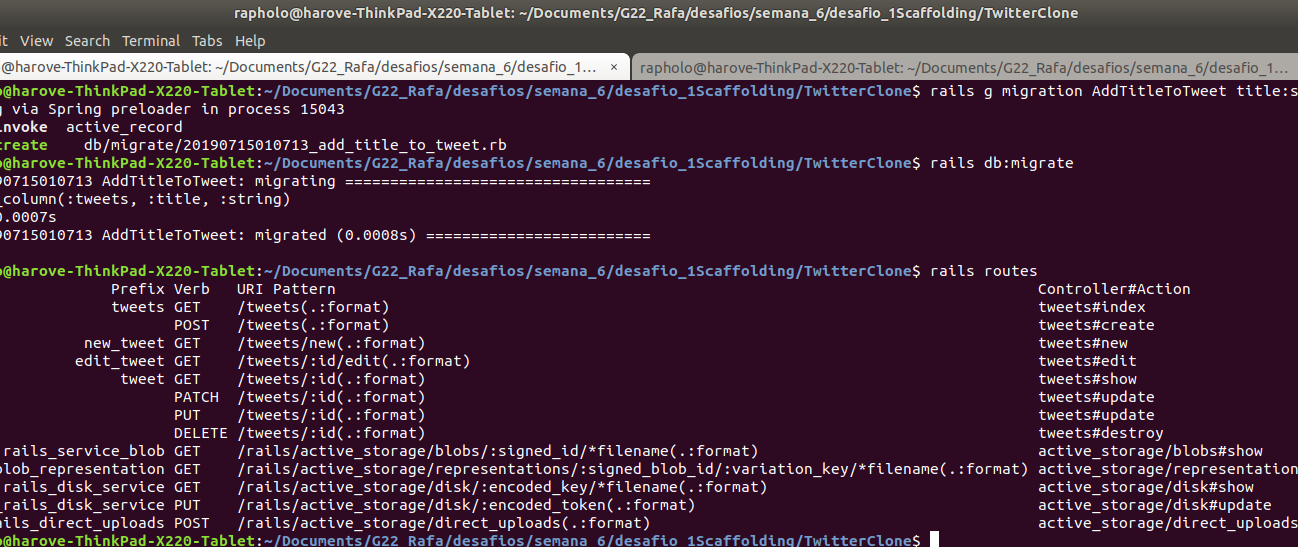 rapholo@harove-ThinkPad-X220-Tablet: ~/Documents/G22_Rafa/desafios/semana_6/desafio_1Scaffolding/TwitterClone
it View Search Terminal Tabs Help
@harove-ThinkPad-X220-Tablet: ~/Documents/G22_Rafa/desafios/semana_6/desafio_1... × rapholo@harove-ThinkPad-X220-Tablet: ~/Documents/G22_Rafa/desafios/semana_6/desafio_1...
o@harove-ThinkPad-X220-Tablet:~/Documents/G22_Rafa/desafios/semana_6/desafio_1Scaffolding/TwitterClone$ rails g migration AddTitleToTweet title:s
g via Spring preloader in process 15043
invoke active_record
create db/migrate/20190715010713_add_title_to_tweet.rb
o@harove-ThinkPad-X220-Tablet:~/Documents/G22_Rafa/desafios/semana_6/desafio_1Scaffolding/TwitterClone$ rails db:migrate
90715010713 AddTitleToTweet: migrating ==================================
_column(:tweets, :title, :string)
0.0007s
90715010713 AddTitleToTweet: migrated (0.0008s) =========================
o@harove-ThinkPad-X220-Tablet:~/Documents/G22_Rafa/desafios/semana_6/desafio_1Scaffolding/TwitterClone$ rails routes
Prefix Verb URI Pattern Controller#Action
tweets GET /tweets(.:format) tweets#index
POST /tweets(.:format) tweets#create
new_tweet GET /tweets/new(.:format) tweets#new
edit_tweet GET /tweets/:id/edit(.:format) tweets#edit
tweet GET /tweets/:id(.:format) tweets#show
PATCH /tweets/:id(.:format) tweets#update
PUT /tweets/:id(.:format) tweets#update
DELETE /tweets/:id(.:format) tweets#destroy
rails_service_blob GET /rails/active_storage/blobs/:signed_id/*filename(.:format) active_storage/blobs#show
blob_representation GET /rails/active_storage/representations/:signed_blob_id/:variation_key/*filename(.:format) active_storage/representation
rails_disk_service GET /rails/active_storage/disk/:encoded_key/*filename(.:format) active_storage/disk#show
_rails_disk_service PUT /rails/active_storage/disk/:encoded_token(.:format) active_storage/disk#update
ails_direct_uploads POST /rails/active_storage/direct_uploads(.:format) active_storage/direct_uploads
o@harove-ThinkPad-X220-Tablet:~/Documents/G22_Rafa/desafios/semana_6/desafio_1Scaffolding/TwitterClone$